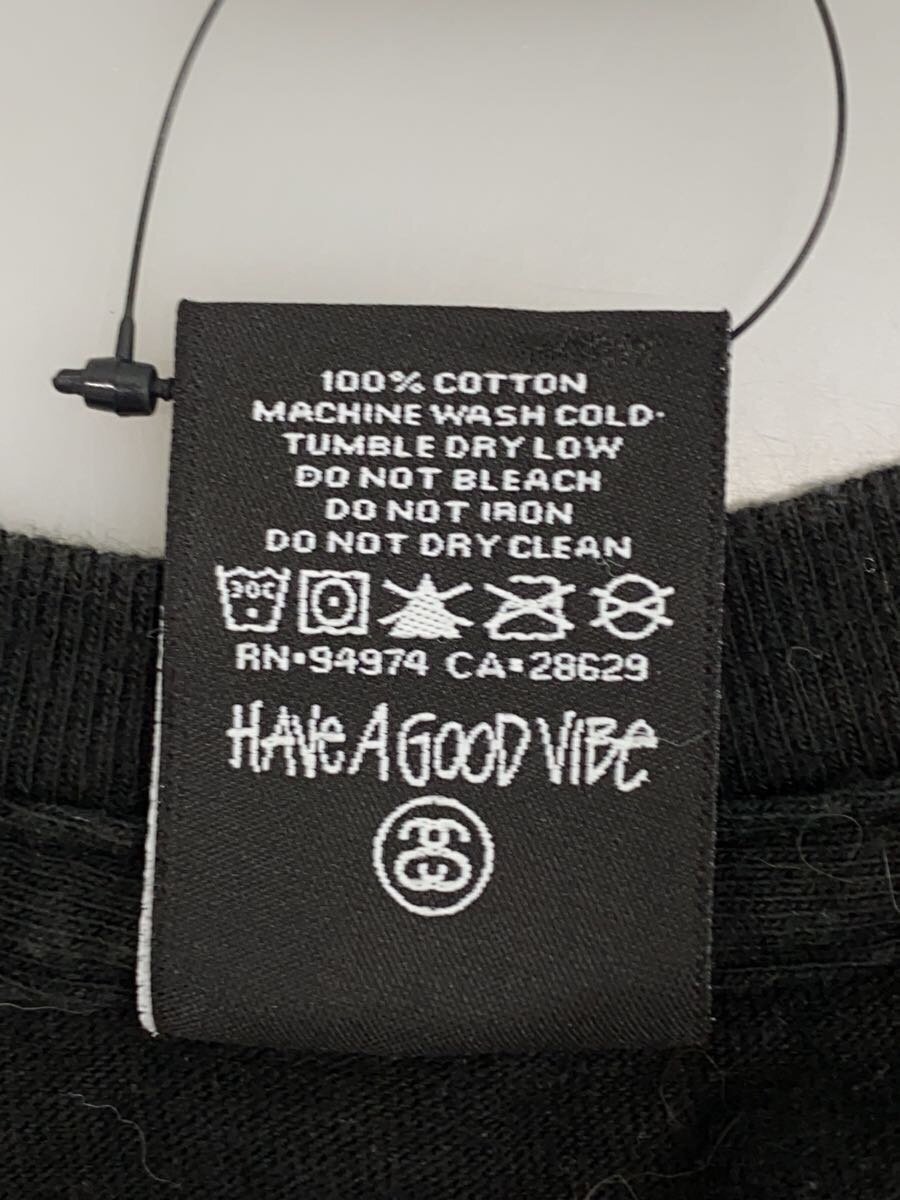 100% COTTON
MACHINE WASH COLD·
TUMBLE DRY LOW
DO NOT BLEACH
DO NOT IRON
DO NOT DRY CLEAN
30C
RN·94974 CA·28629
HAVE A GOOD VIBE